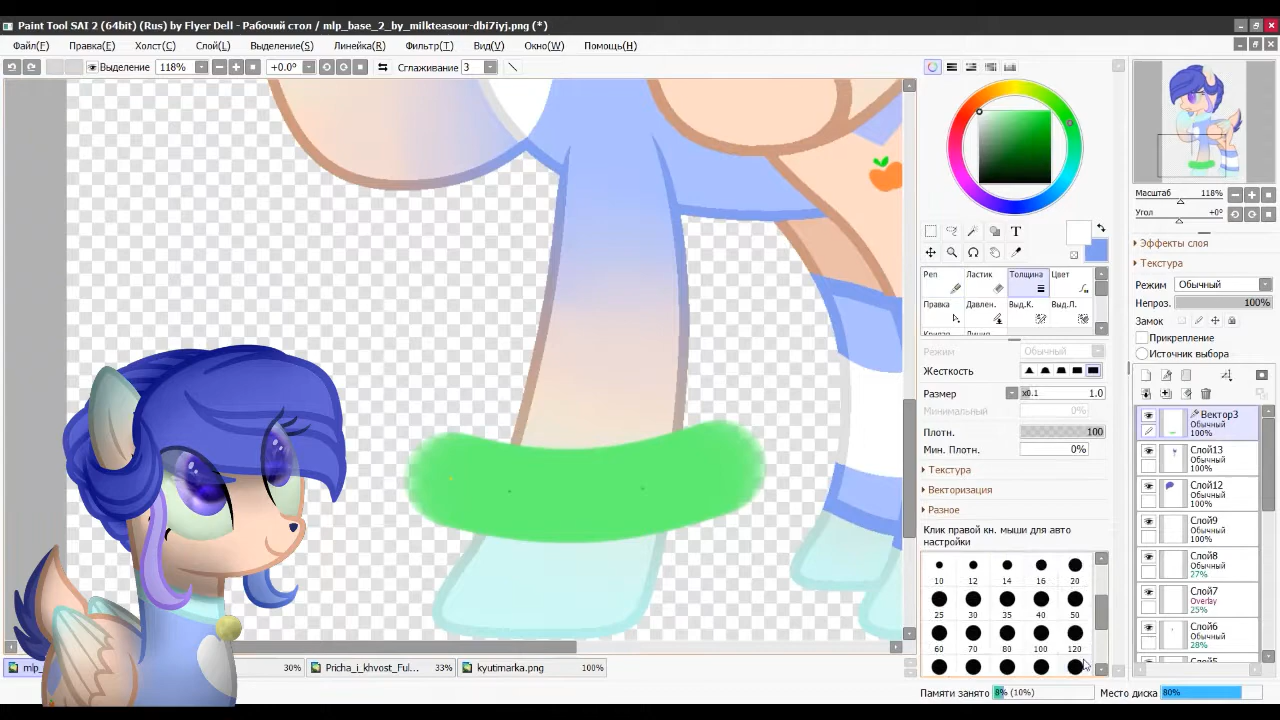 Paint Tool SAI 2 (64bit) (Rus) by Flyer Dell - Рабочий стол / mlp_base_2_by_milkteasour-dbi7iyj.png (*)
Файл(F) Правка(E) Холст(C) Слой(L) Выделение(S) Линейка(R) Фильтр(T) Вид(V) Окно(W) Помощь(H)
Выделение 118% +0.0° Сглаживание 3
Масштаб 118%
Угол +0°
Эффекты слоя
Текстура
Режим Обычный
Непроз. 100%
Замок
Прикрепление
Источник выбора
T
Реn Ластик Толщина Цвет
Правка Давлен. Выд.К. Выд.Л.
Режим Обычный
Жесткость
Размер x0.1 1.0
Минимальный 0%
Плотн. 100
Мин. Плотн. 0%
Текстура
Векторизация
Разное
Клик правой кн. мыши для авто
настройки
10 12 14 16 20
25 30 35 40 50
60 70 80 100 120
Вектор3
Обычный
100%
Слой13
Обычный
100%
Слой12
Обычный
100%
Слой9
Обычный
100%
Слой8
Обычный
27%
Слой7
Overlay
25%
Слой6
Обычный
28%
mlp_ 30% Pricha_i_khvost_Ful... 33% kyutimarka.png 100%
Памяти занято 8% (10%) Место диска 80%